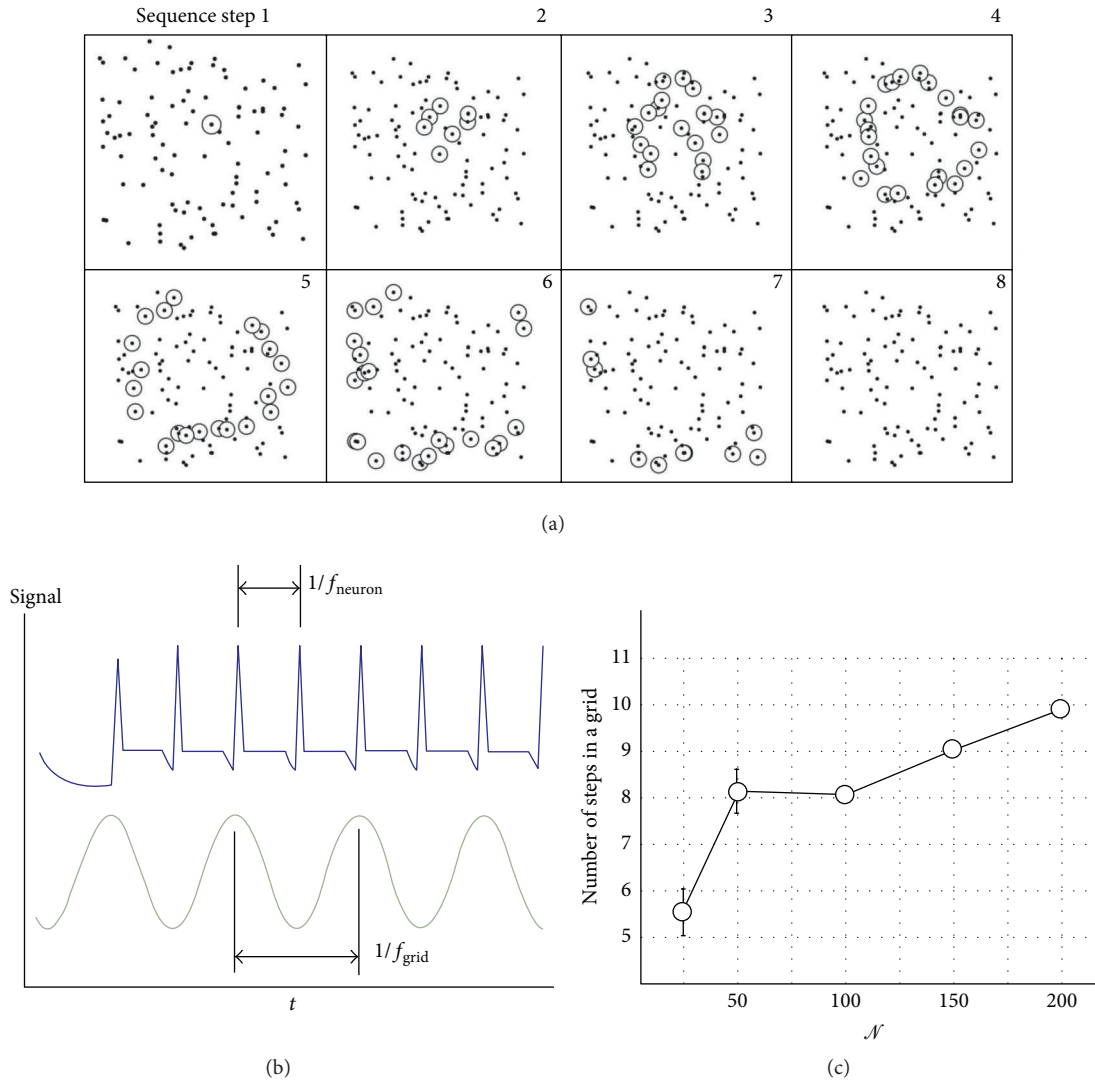 Sequence step 1
2
3
4
5
6
7
8
(a)
Signal
1/f_neuron
1/f_grid
t
(b)
Number of steps in a grid
11
10
9
8
7
6
5
50
100
150
200
𝒩
(c)